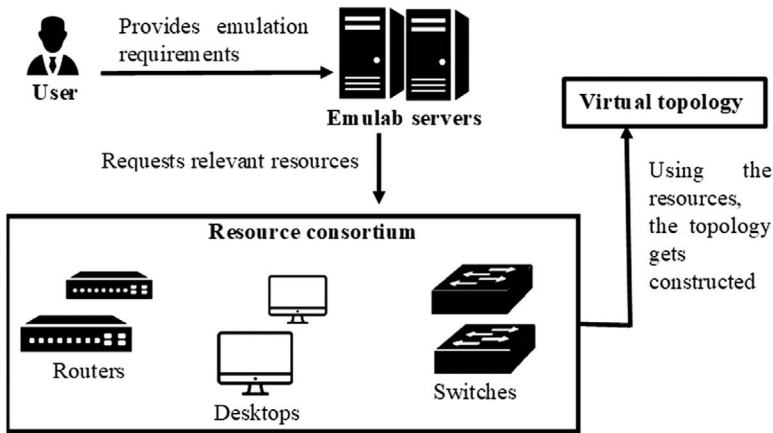 Provides emulation
requirements
User
Emulab servers
Virtual topology
Requests relevant resources
Using the
resources,
the topology
gets
constructed
Resource consortium
Routers
Desktops
Switches